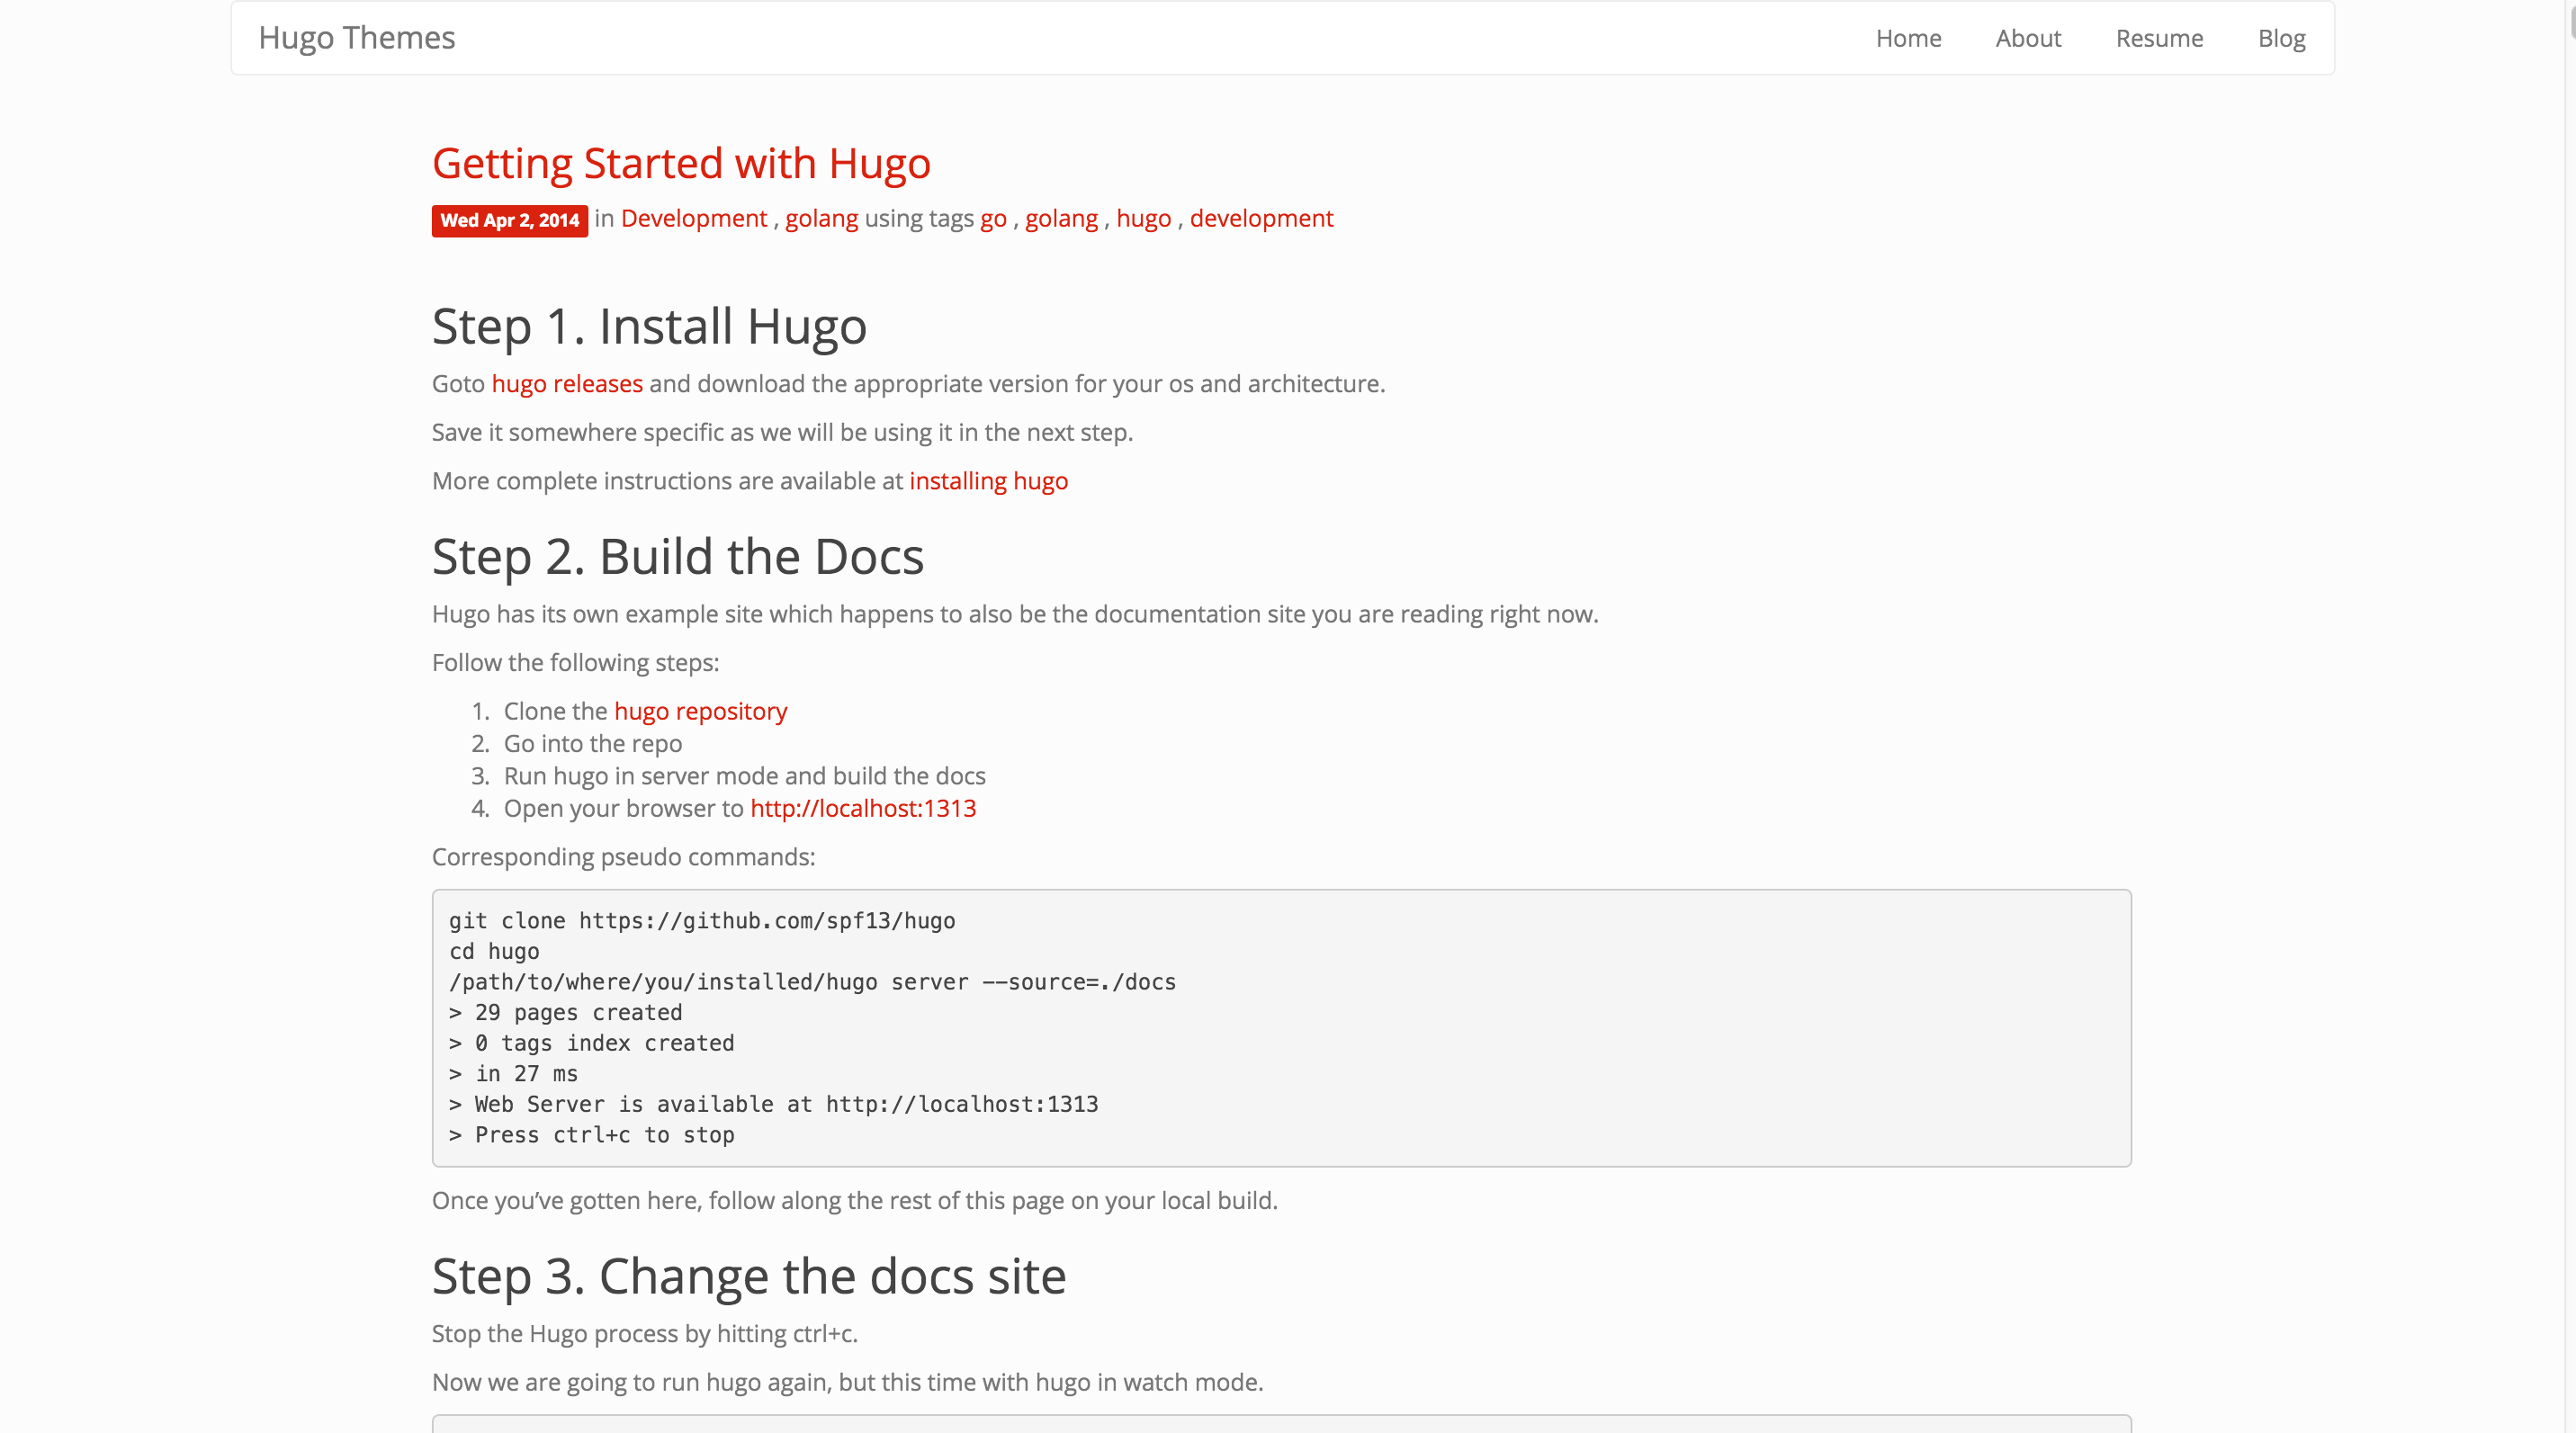 Hugo Themes Home About Resume Blog
Getting Started with Hugo
Wed Apr 2, 2014 in Development , golang using tags go , golang , hugo , development
Step 1. Install Hugo
Goto hugo releases and download the appropriate version for your os and architecture.
Save it somewhere specific as we will be using it in the next step.
More complete instructions are available at installing hugo
Step 2. Build the Docs
Hugo has its own example site which happens to also be the documentation site you are reading right now.
Follow the following steps:
1. Clone the hugo repository
2. Go into the repo
3. Run hugo in server mode and build the docs
4. Open your browser to http://localhost:1313
Corresponding pseudo commands:
git clone https://github.com/spf13/hugo
cd hugo
/path/to/where/you/installed/hugo server --source=./docs
> 29 pages created
> 0 tags index created
> in 27 ms
> Web Server is available at http://localhost:1313
> Press ctrl+c to stop
Once you’ve gotten here, follow along the rest of this page on your local build.
Step 3. Change the docs site
Stop the Hugo process by hitting ctrl+c.
Now we are going to run hugo again, but this time with hugo in watch mode.